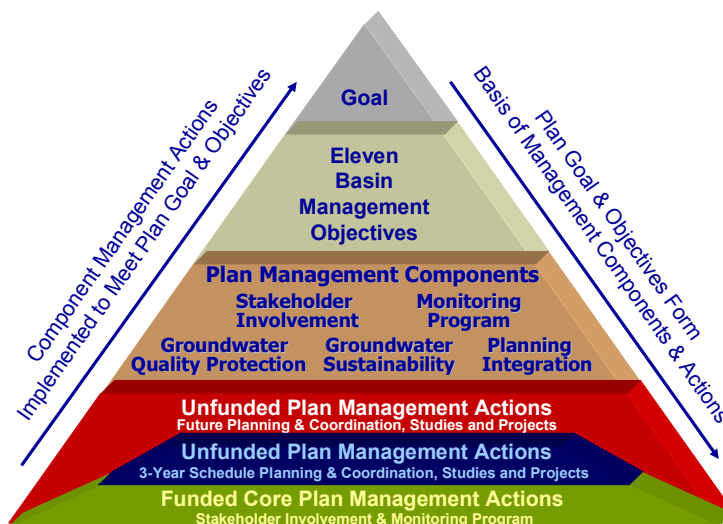 Goal
Eleven
Basin
Management
Objectives
Plan Management Components
Stakeholder
Involvement
Monitoring
Program
Groundwater
Quality Protection
Groundwater
Sustainability
Planning
Integration
Unfunded Plan Management Actions
Future Planning & Coordination, Studies and Projects
Unfunded Plan Management Actions
3-Year Schedule Planning & Coordination, Studies and Projects
Funded Core Plan Management Actions
Stakeholder Involvement & Monitoring Program
Component Management Actions
Implemented to Meet Plan Goal & Objectives
Plan Goal & Objectives Form
Basis of Management Components & Actions